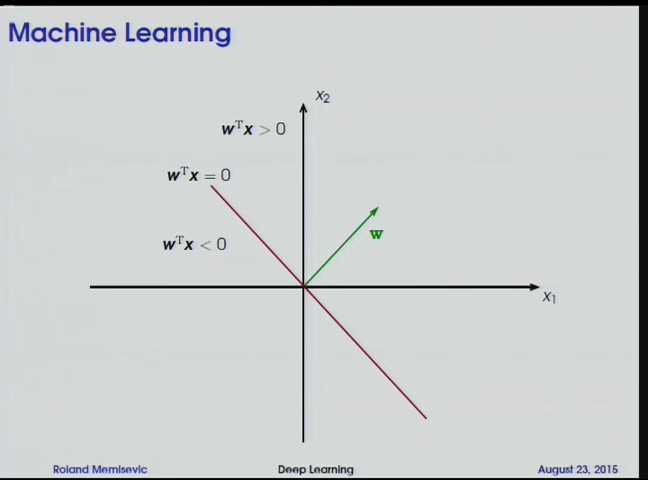 Machine Learning
x₂
wᵀx > 0
wᵀx = 0
w
wᵀx < 0
x₁
Roland Memisevic Deep Learning August 23, 2015